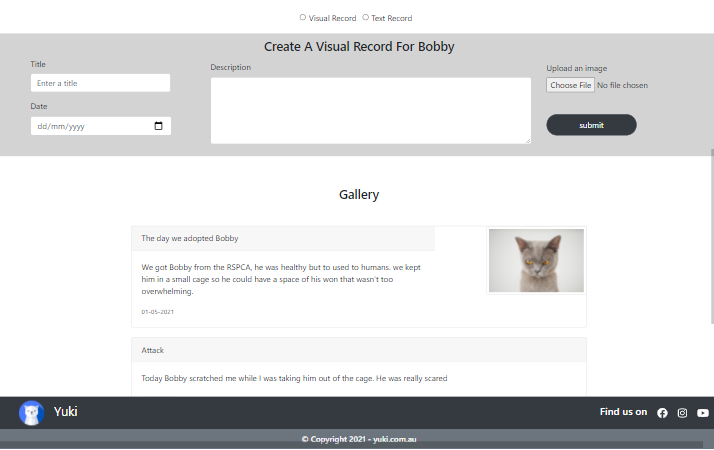 Visual Record Text Record
Create A Visual Record For Bobby
Title
Enter a title
Date
dd/mm/yyyy
Description
Upload an image
Choose File No file chosen
submit
Gallery
The day we adopted Bobby
We got Bobby from the RSPCA, he was healthy but to used to humans. we kept
him in a small cage so he could have a space of his won that wasn't too
overwhelming.
01-05-2021
Attack
Today Bobby scratched me while I was taking him out of the cage. He was really scared
Yuki
Find us on
© Copyright 2021 - yuki.com.au